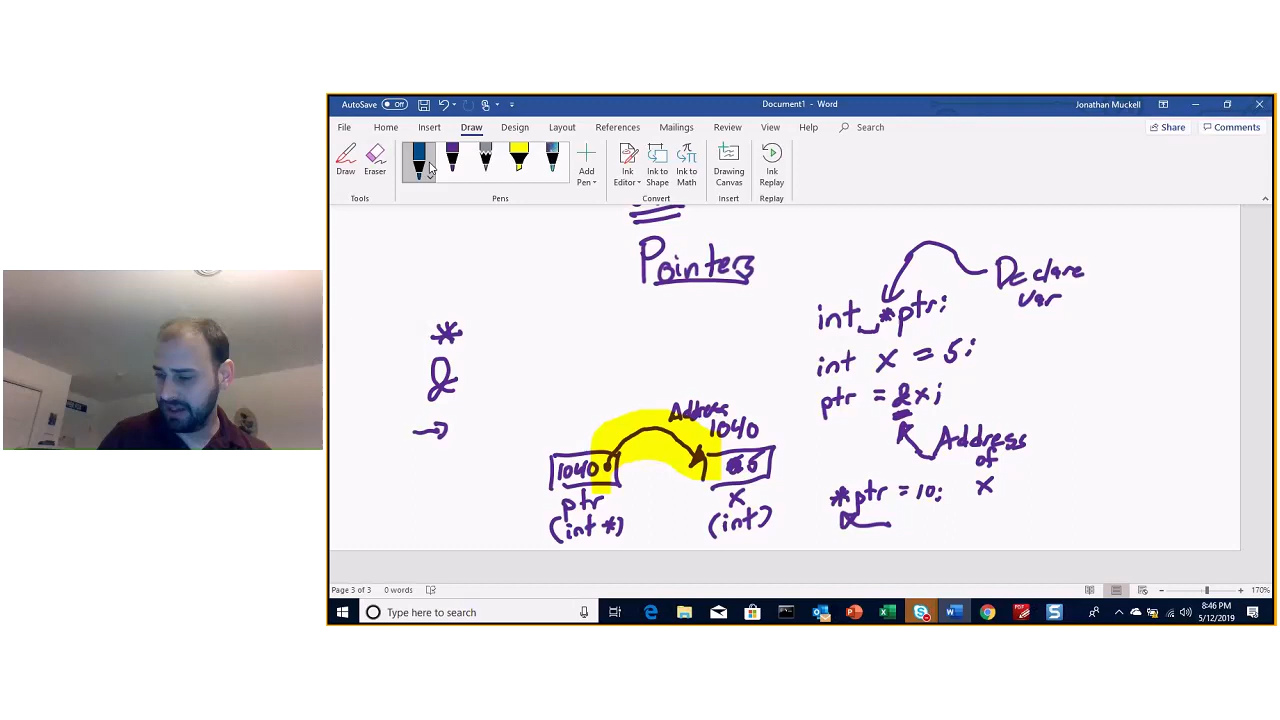 AutoSave Off
Document1 - Word
Jonathan Muckell
File Home Insert Draw Design Layout References Mailings Review View Help Search
Share Comments
Draw Eraser
Add Pen
Ink Editor
Ink to Shape
Ink to Math
Drawing Canvas
Ink Replay
Tools Pens Convert Insert Replay
Pointers
Declare
var
int *ptr;
*
&
→
int x = 5;
ptr = &x;
Address
1040
1040
5
ptr
(int *)
x
(int)
Address
of
x
*ptr = 10;
Page 3 of 3 0 words
170%
Type here to search
8:46 PM
5/12/2019